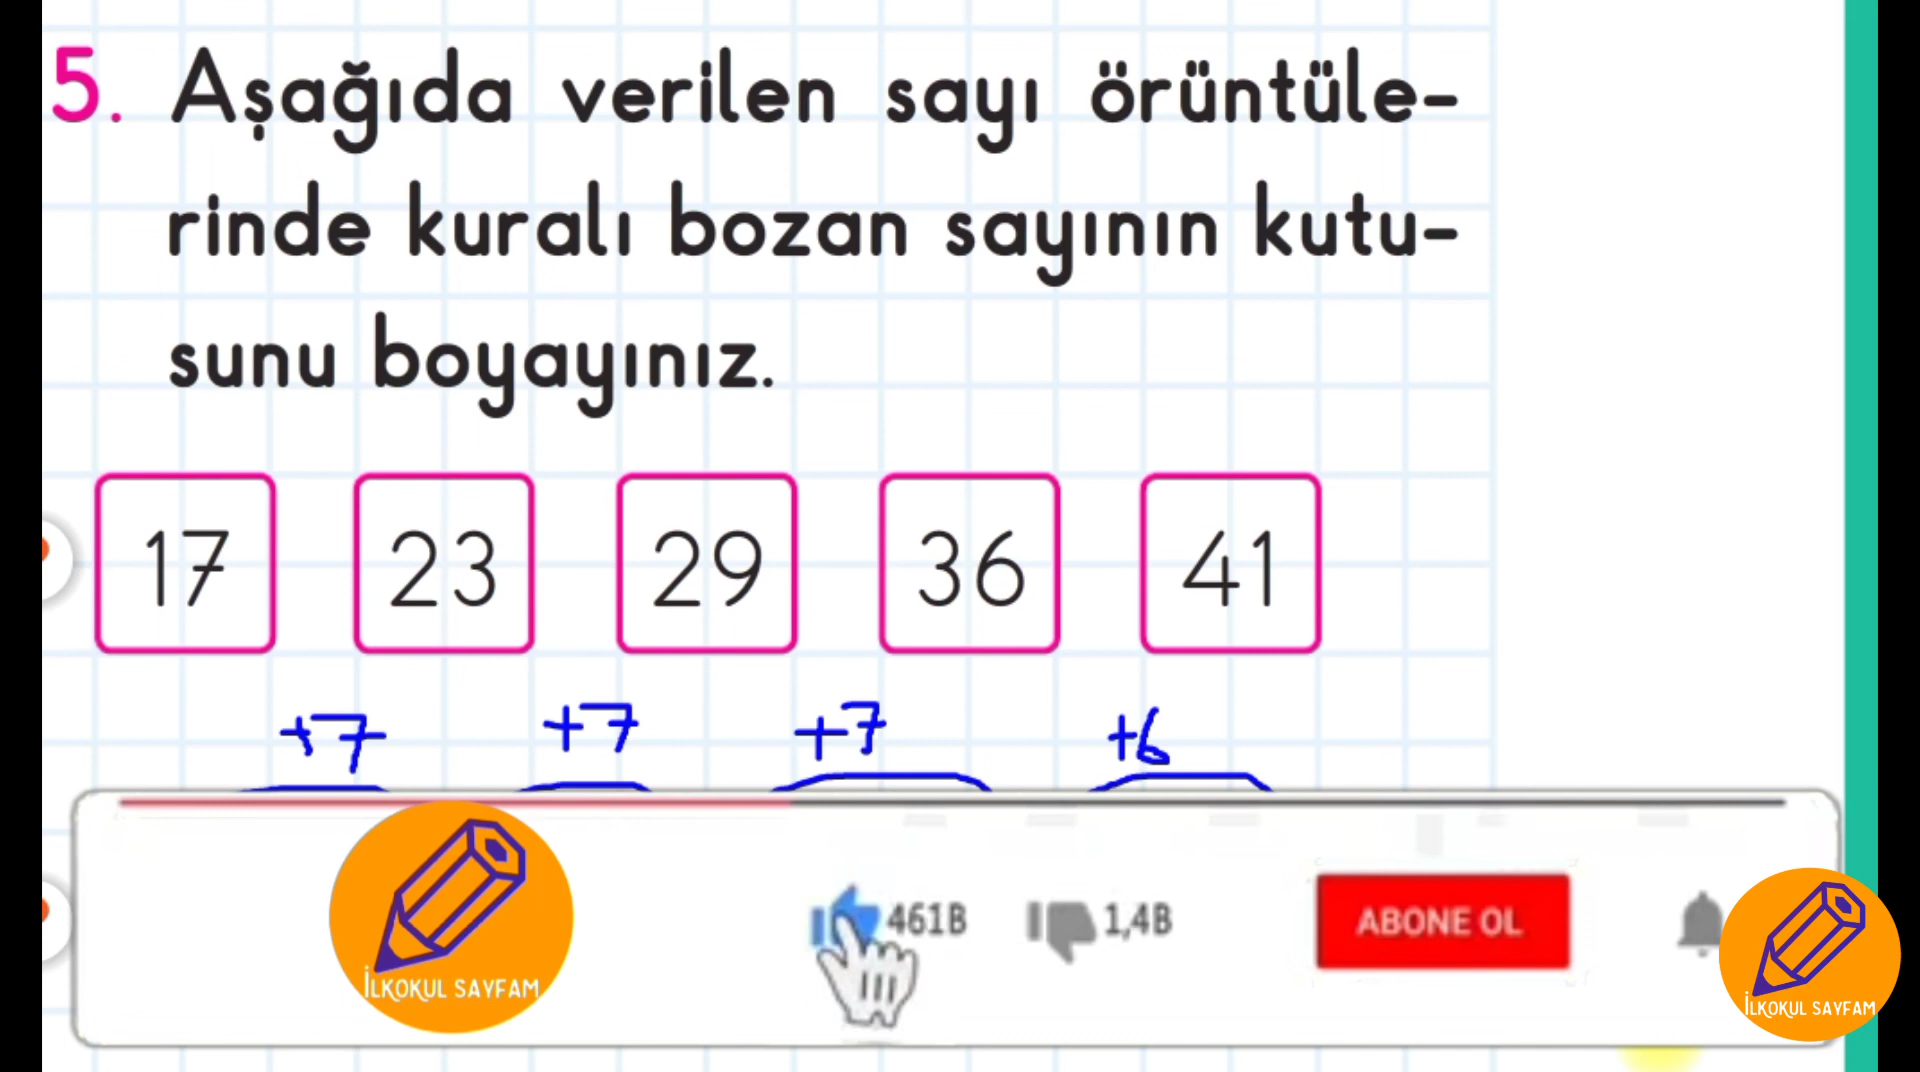 5. Aşağıda verilen sayı örüntüle-
rinde kuralı bozan sayının kutu-
sunu boyayınız.
17 23 29 36 41
+7 +7 +7 +6
461B 1,4B ABONE OL
İLKOKUL SAYFAM
İLKOKUL SAYFAM